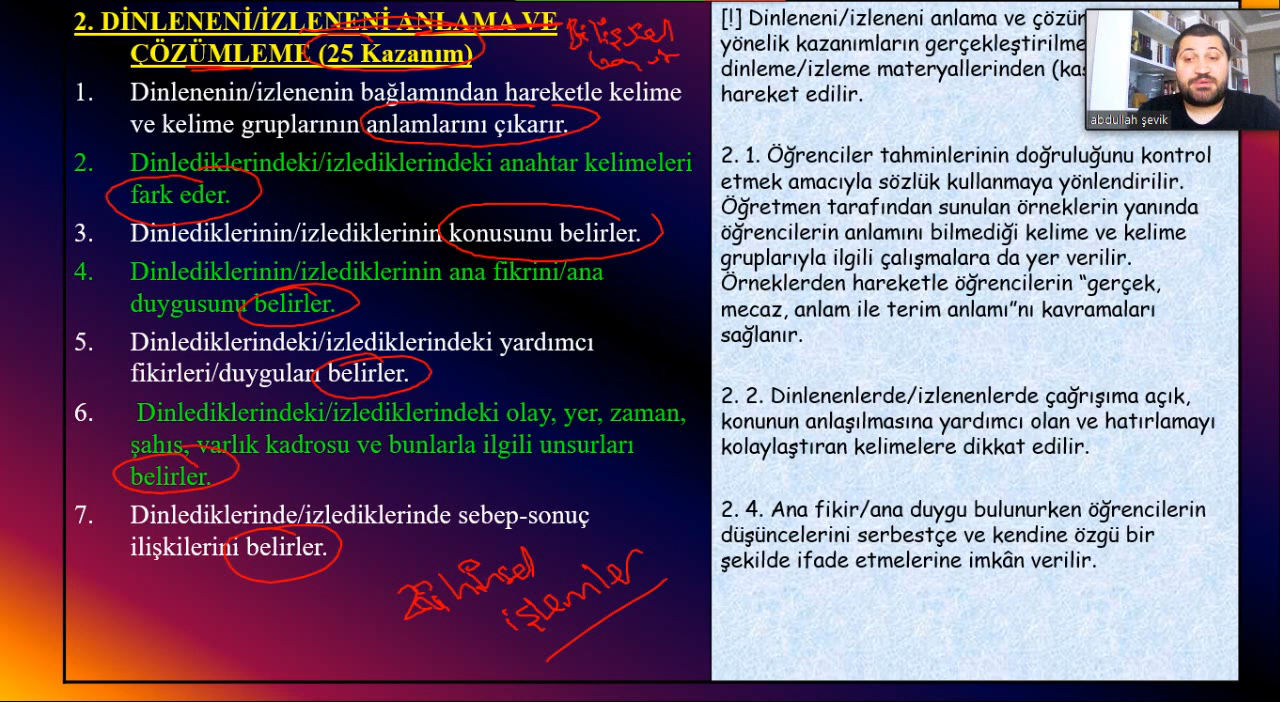 2. DİNLENENİ/İZLENENİ ANLAMA VE
ÇÖZÜMLEME (25 Kazanım)
Bilişsel
boyut
1. Dinlenenin/izlenenin bağlamından hareketle kelime
ve kelime gruplarının anlamlarını çıkarır.
2. Dinlediklerindeki/izlediklerindeki anahtar kelimeleri
fark eder.
3. Dinlediklerinin/izlediklerinin konusunu belirler.
4. Dinlediklerinin/izlediklerinin ana fikrini/ana
duygusunu belirler.
5. Dinlediklerindeki/izlediklerindeki yardımcı
fikirleri/duyguları belirler.
6. Dinlediklerindeki/izlediklerindeki olay, yer, zaman,
şahıs, varlık kadrosu ve bunlarla ilgili unsurları
belirler.
7. Dinlediklerinde/izlediklerinde sebep-sonuç
ilişkilerini belirler.
Zihinsel
işlemler
[!] Dinleneni/izleneni anlama ve
yönelik kazanımların
dinleme/izleme materyallerinden
hareket edilir.
abdullah şevik
2. 1. Öğrenciler tahminlerinin doğruluğunu kontrol
etmek amacıyla sözlük kullanmaya yönlendirilir.
Öğretmen tarafından sunulan örneklerin yanında
öğrencilerin anlamını bilmediği kelime ve kelime
gruplarıyla ilgili çalışmalara da yer verilir.
Örneklerden hareketle öğrencilerin “gerçek,
mecaz, anlam ile terim anlamı”nı kavramaları
sağlanır.
2. 2. Dinlenenlerde/izlenenlerde çağrışıma açık,
konunun anlaşılmasına yardımcı olan ve hatırlamayı
kolaylaştıran kelimelere dikkat edilir.
2. 4. Ana fikir/ana duygu bulunurken öğrencilerin
düşüncelerini serbestçe ve kendine özgü bir
şekilde ifade etmelerine imkân verilir.